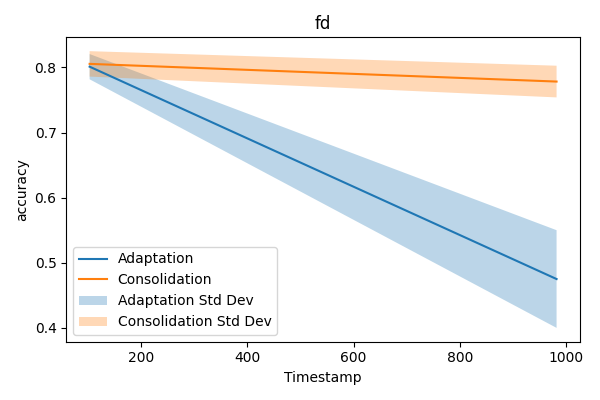 fd
accuracy
0.8
0.7
0.6
0.5
0.4
Adaptation
Consolidation
Adaptation Std Dev
Consolidation Std Dev
200 400 600 800 1000
Timestamp